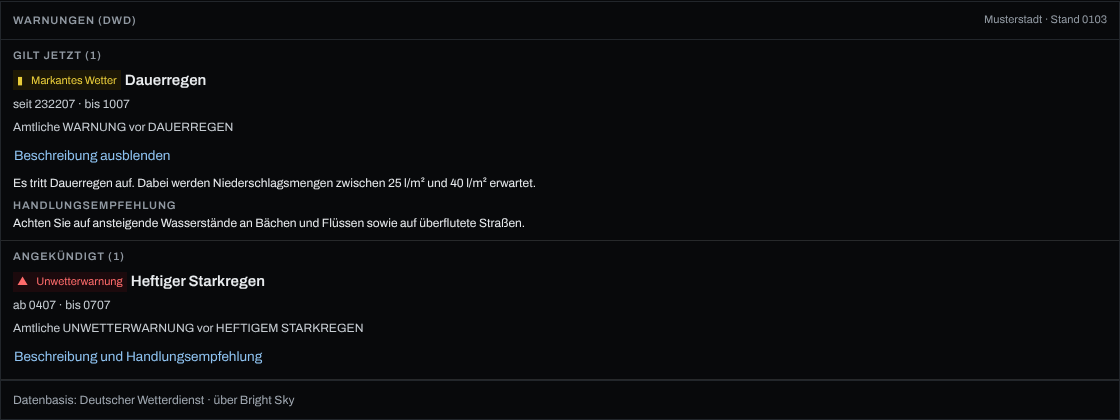 WARNUNGEN (DWD)
Musterstadt · Stand 0103
GILT JETZT (1)
Markantes Wetter Dauerregen
seit 232207 · bis 1007
Amtliche WARNUNG vor DAUERREGEN
Beschreibung ausblenden
Es tritt Dauerregen auf. Dabei werden Niederschlagsmengen zwischen 25 l/m² und 40 l/m² erwartet.
HANDLUNGSEMPFEHLUNG
Achten Sie auf ansteigende Wasserstände an Bächen und Flüssen sowie auf überflutete Straßen.
ANGEKÜNDIGT (1)
Unwetterwarnung Heftiger Starkregen
ab 0407 · bis 0707
Amtliche UNWETTERWARNUNG vor HEFTIGEM STARKREGEN
Beschreibung und Handlungsempfehlung
Datenbasis: Deutscher Wetterdienst · über Bright Sky